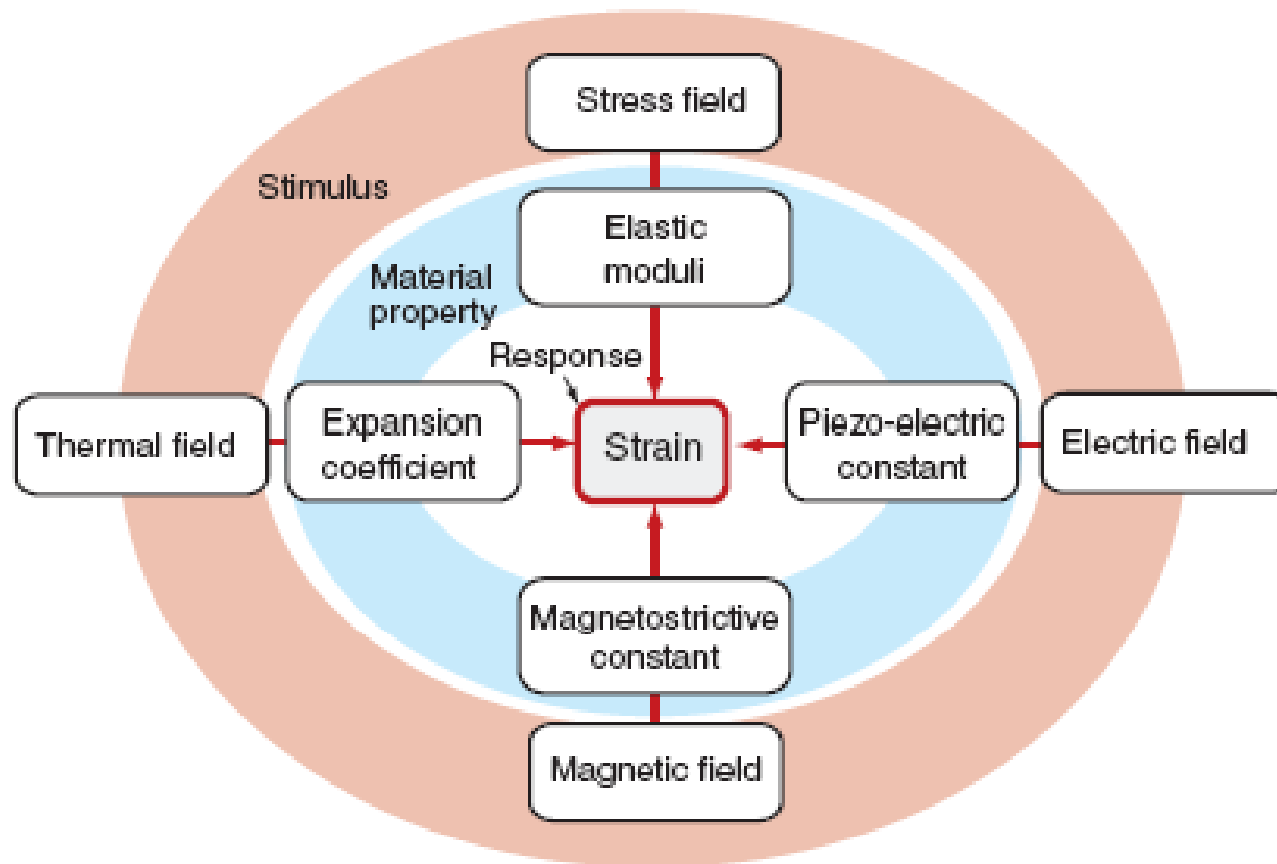 Stress field
Stimulus
Elastic
moduli
Material
property
Response
Thermal field
Expansion
coefficient
Strain
Piezo-electric
constant
Electric field
Magnetostrictive
constant
Magnetic field